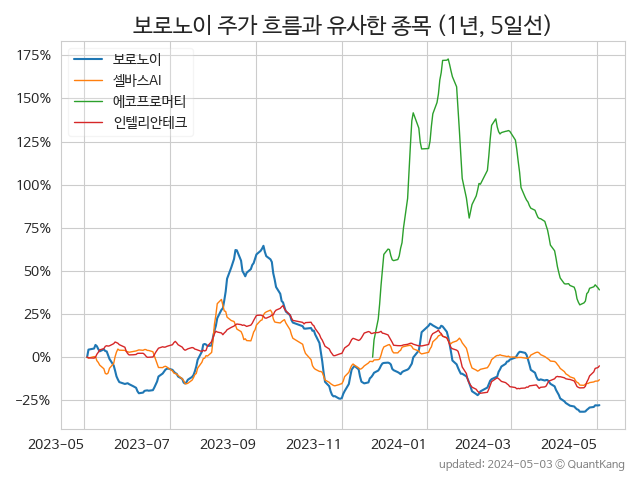 보로노이 주가 흐름과 유사한 종목 (1년, 5일선)
보로노이
셀바스AI
에코프로머티
인텔리안테크
175%
150%
125%
100%
75%
50%
25%
0%
−25%
2023-05 2023-07 2023-09 2023-11 2024-01 2024-03 2024-05
updated: 2024-05-03 © QuantKang